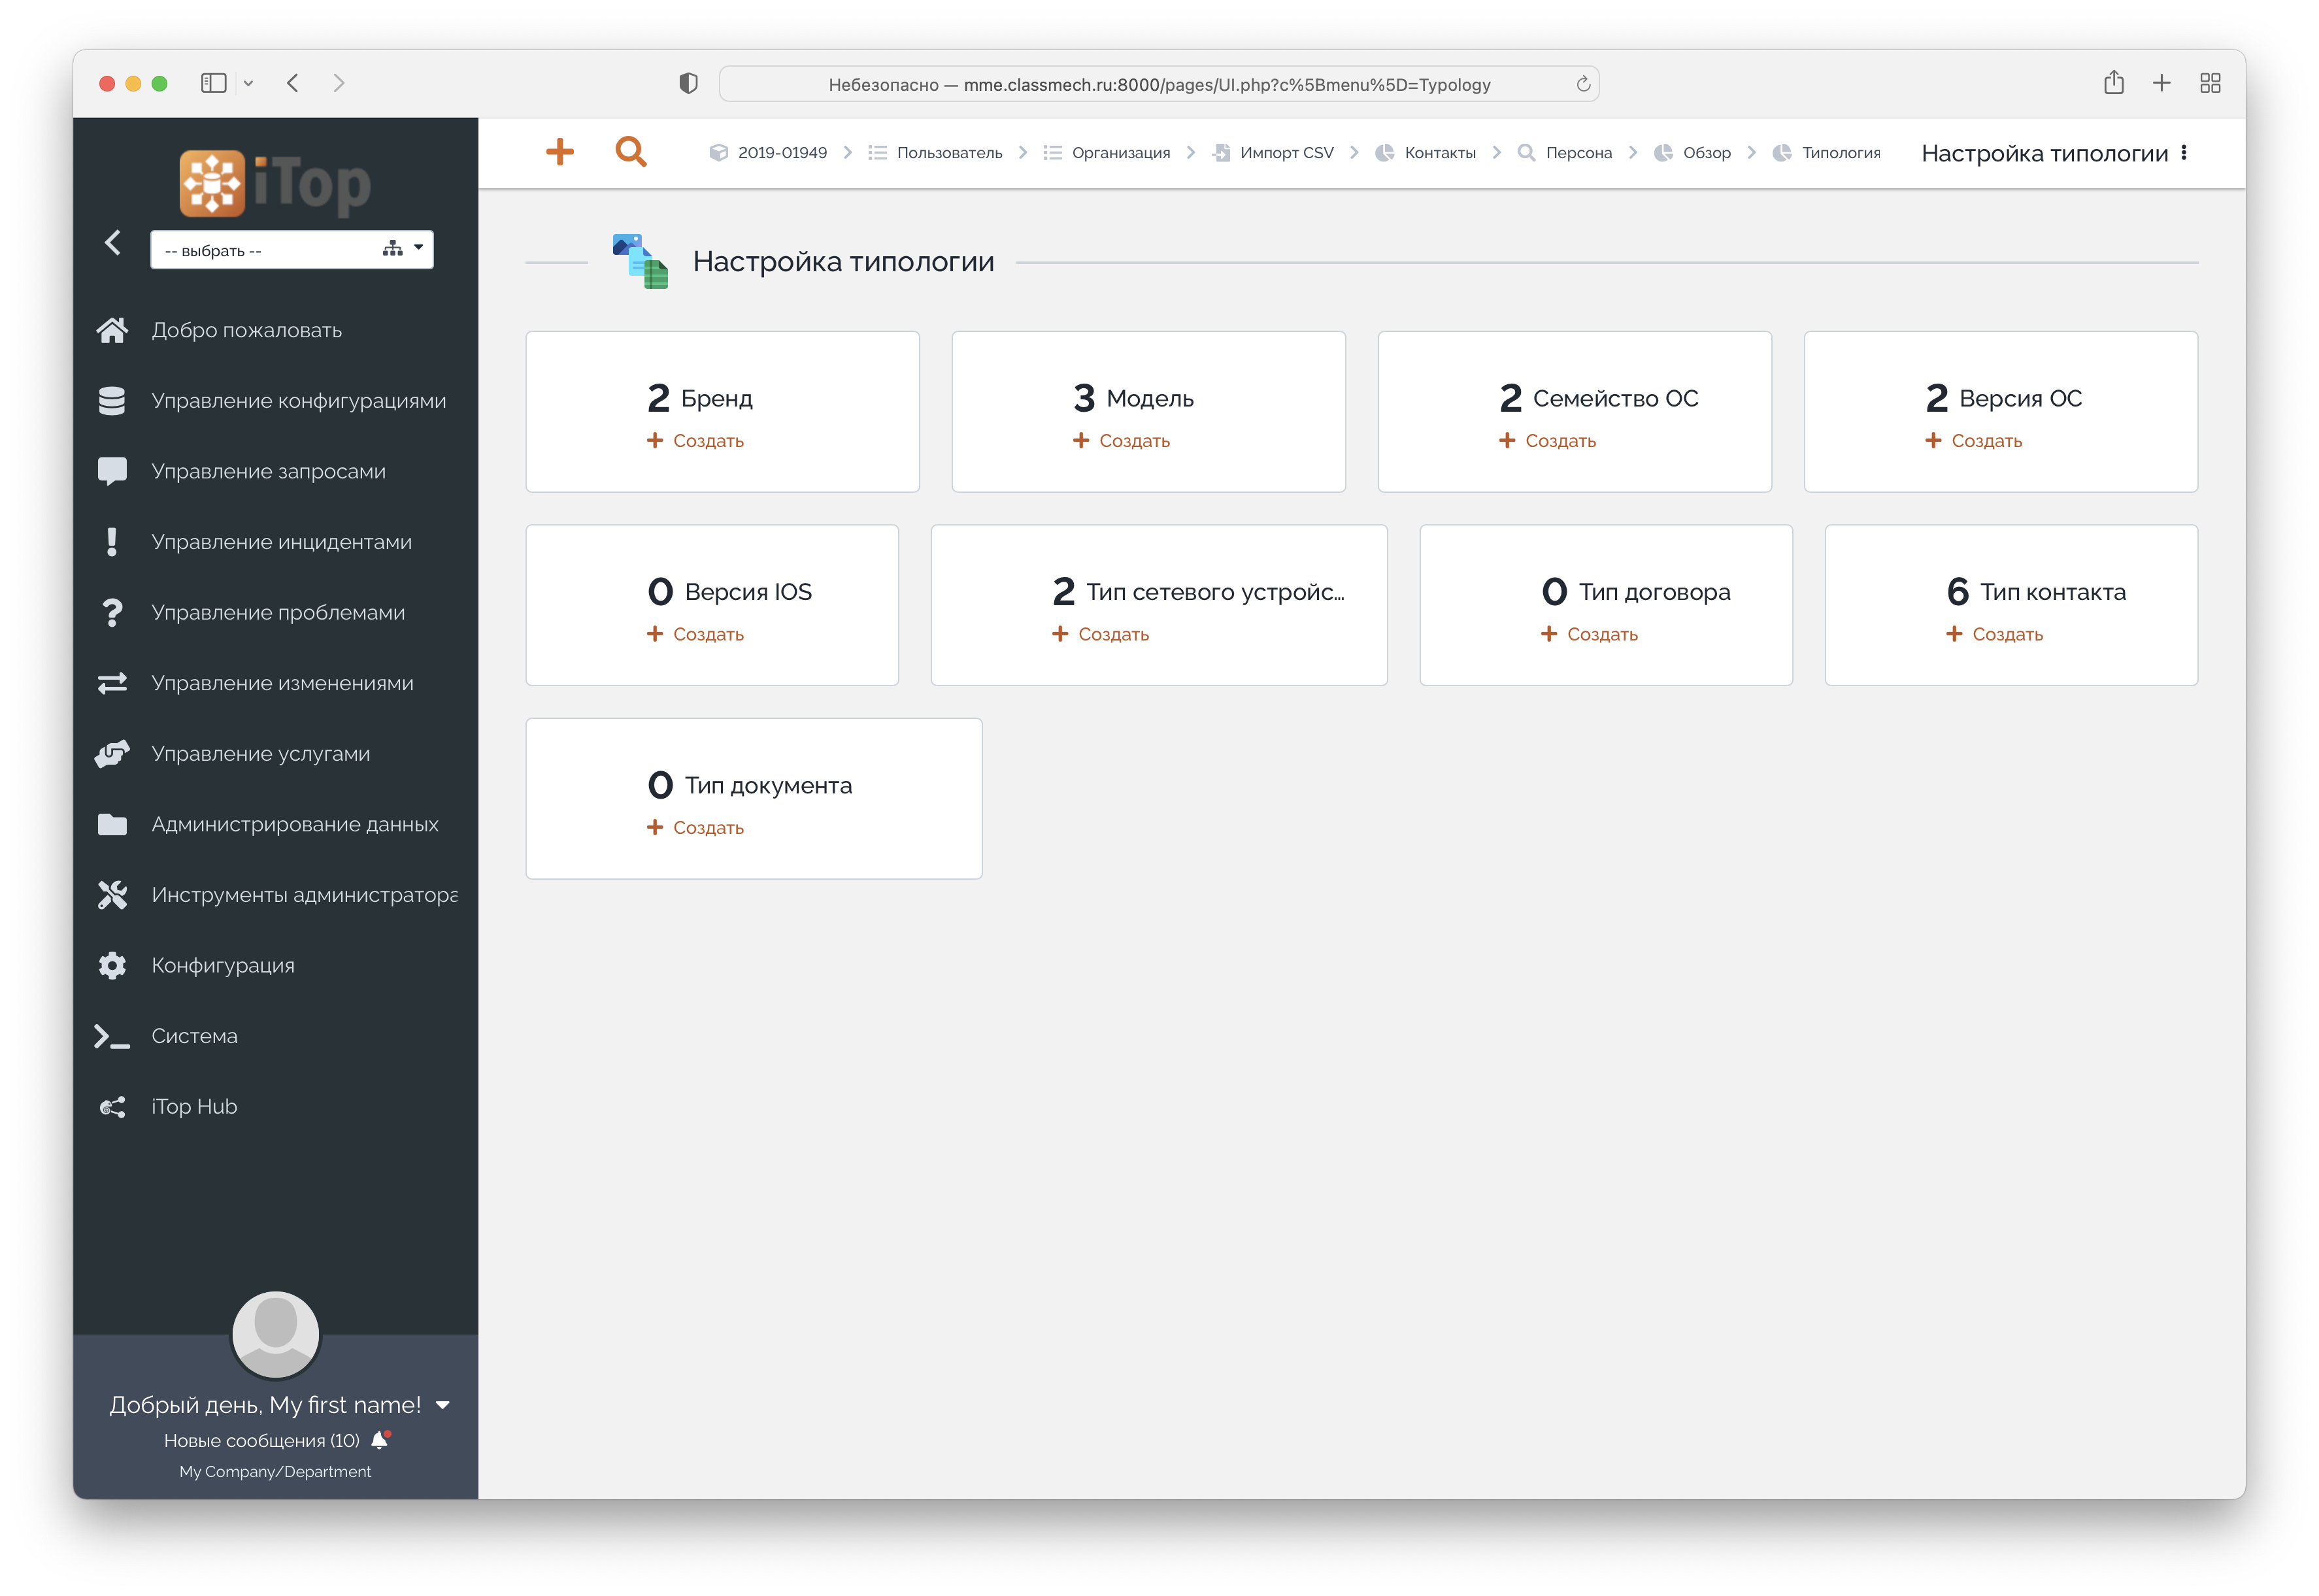 Небезопасно — mme.classmech.ru:8000/pages/UI.php?c%5Bmenu%5D=Typology
iTop
-- выбрать --
2019-01949
Пользователь
Организация
Импорт CSV
Контакты
Персона
Обзор
Типология
Настройка типологии
Добро пожаловать
Управление конфигурациями
Управление запросами
Управление инцидентами
Управление проблемами
Управление изменениями
Управление услугами
Администрирование данных
Инструменты администратора
Конфигурация
Система
iTop Hub
Добрый день, My first name!
Новые сообщения (10)
My Company/Department
Настройка типологии
2 Бренд
Создать
3 Модель
Создать
2 Семейство ОС
Создать
2 Версия ОС
Создать
0 Версия IOS
Создать
2 Тип сетевого устройс...
Создать
0 Тип договора
Создать
6 Тип контакта
Создать
0 Тип документа
Создать